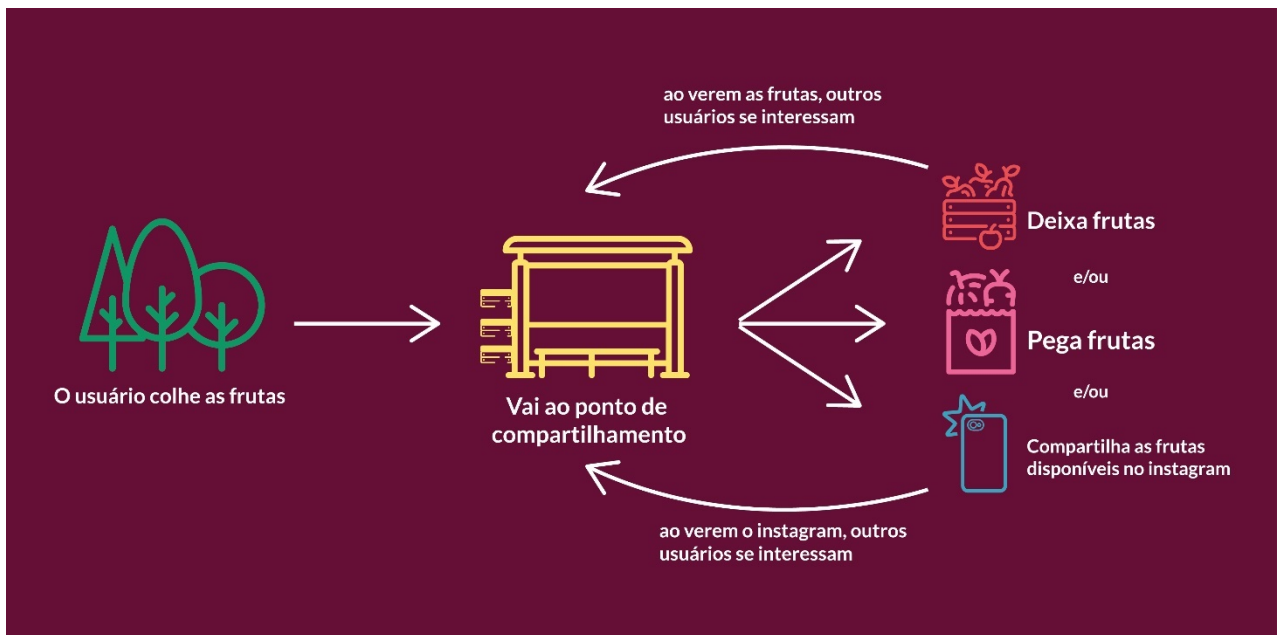 ao verem as frutas, outros
usuários se interessam
Deixa frutas
e/ou
Pega frutas
e/ou
Compartilha as frutas
disponíveis no instagram
O usuário colhe as frutas
Vai ao ponto de
compartilhamento
ao verem o instagram, outros
usuários se interessam